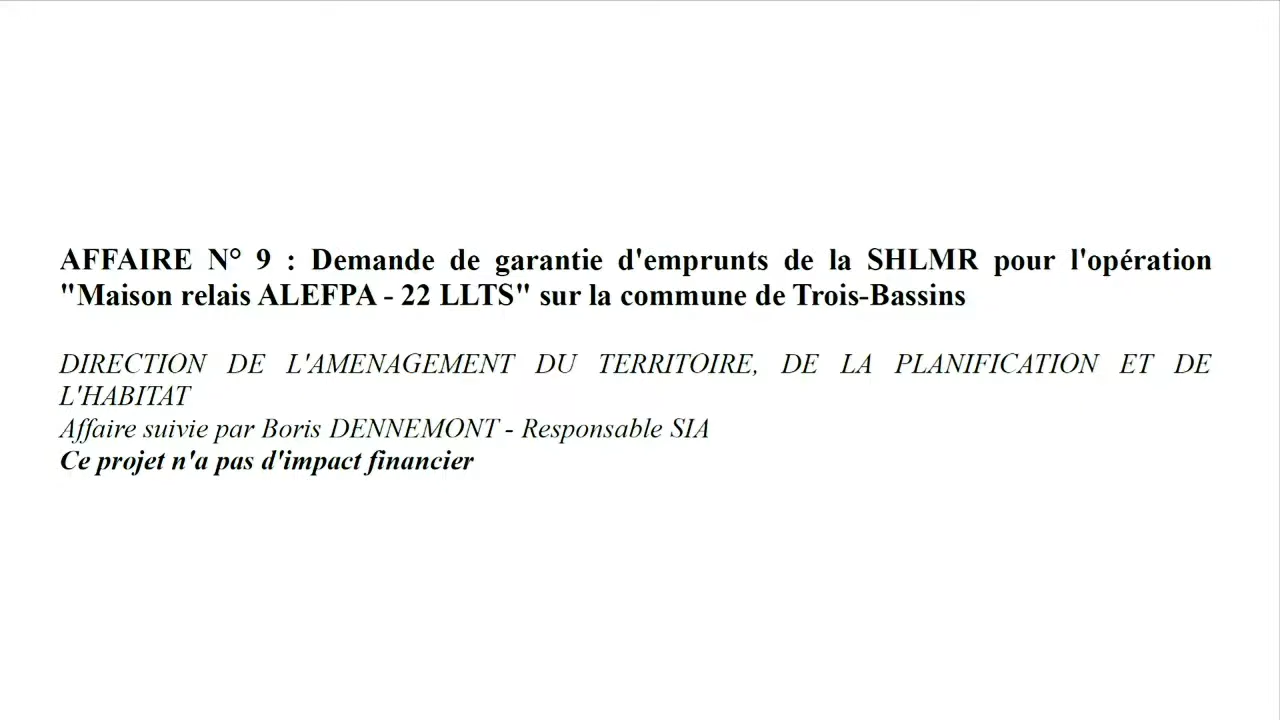 AFFAIRE N° 9 : Demande de garantie d'emprunts de la SHLMR pour l'opération
"Maison relais ALEFPA - 22 LLTS" sur la commune de Trois-Bassins
DIRECTION DE L'AMENAGEMENT DU TERRITOIRE, DE LA PLANIFICATION ET DE
L'HABITAT
Affaire suivie par Boris DENNEMONT - Responsable SIA
Ce projet n'a pas d'impact financier